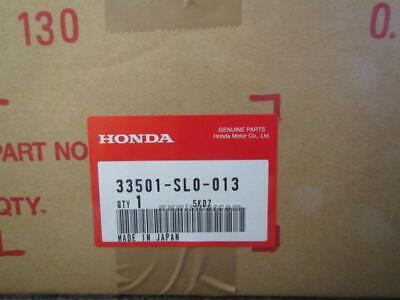 130
0.
GENUINE PARTS
Honda Motor Co., Ltd.
HONDA
PART NO
33501-SL0-013
QTY 1
5KDZ
QTY.
MADE IN JAPAN